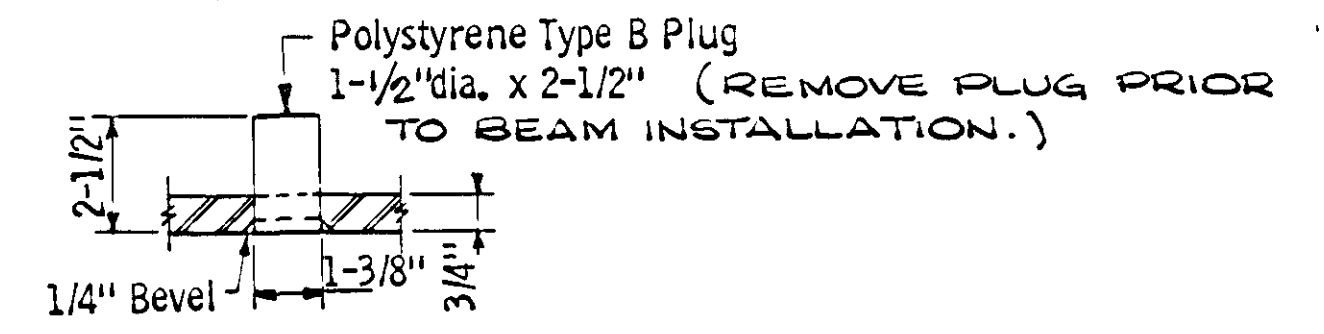 Polystyrene Type B Plug
1-1/2"dia. x 2-1/2" (REMOVE PLUG PRIOR
TO BEAM INSTALLATION.)
2-1/2"
1-3/8"
3/4"
1/4" Bevel